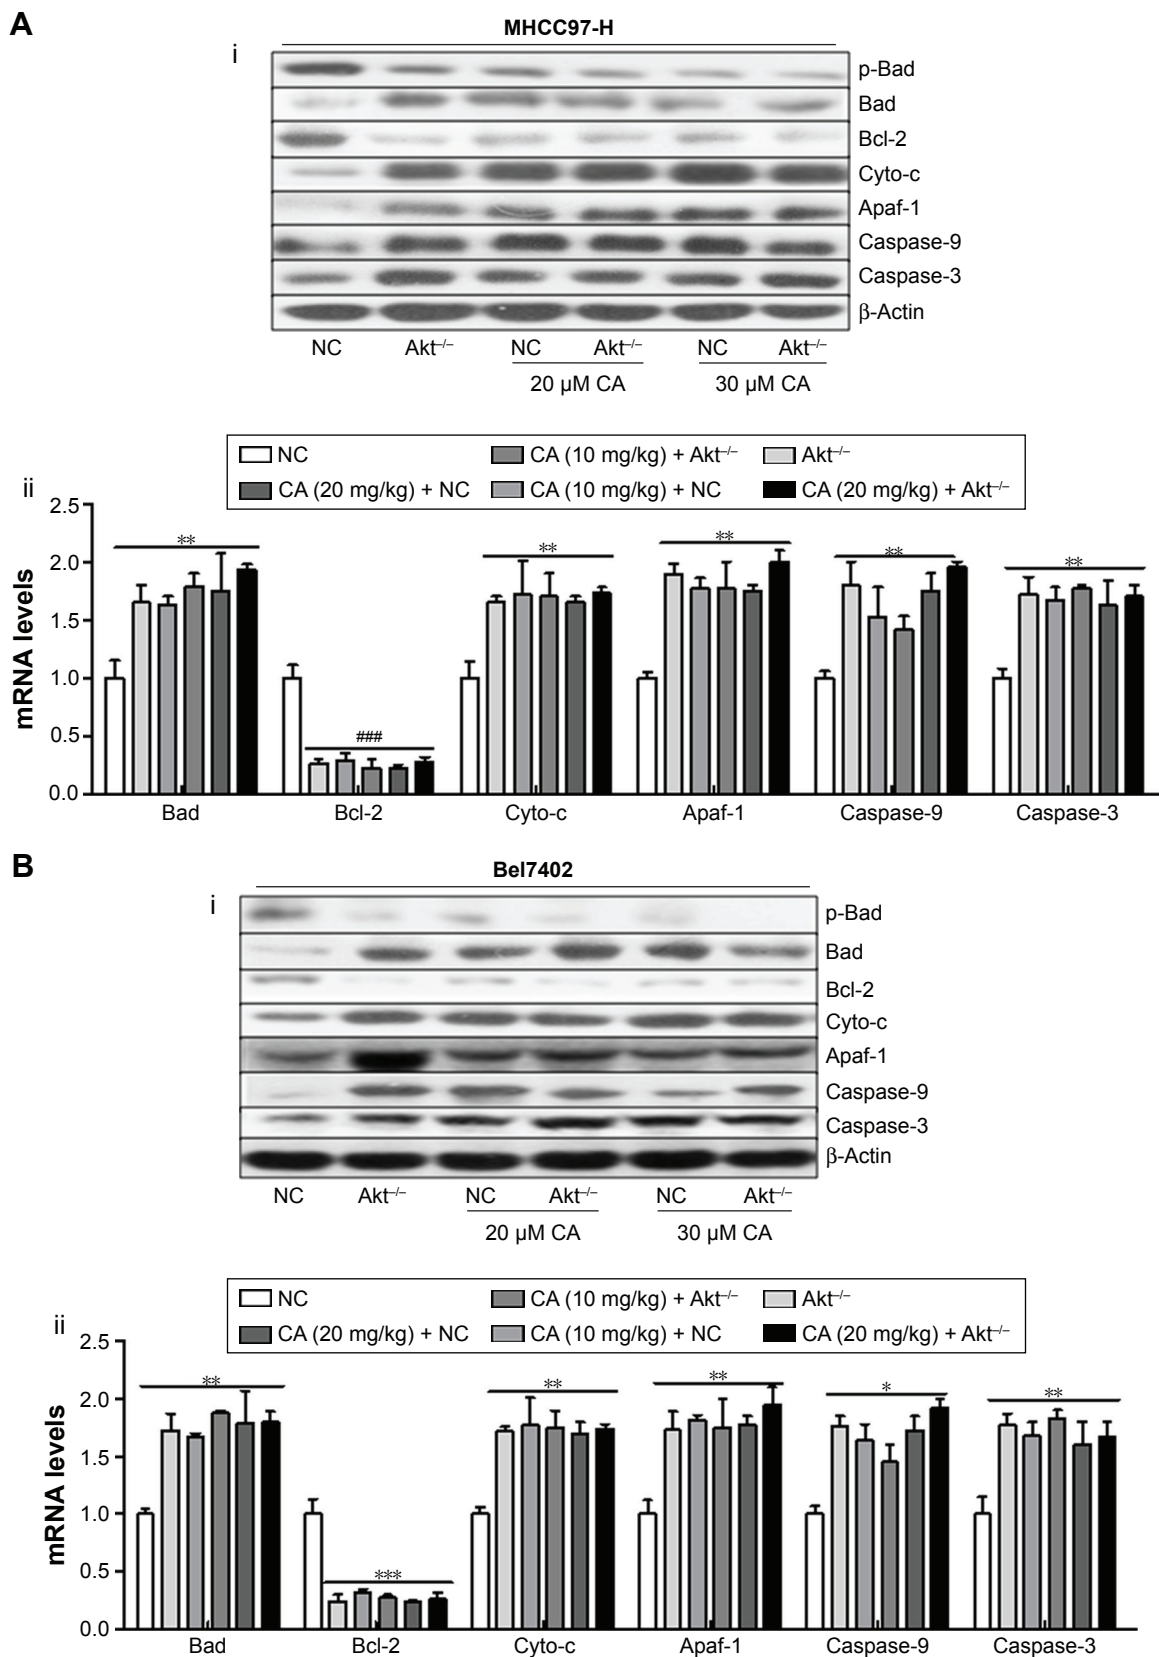 A
MHCC97-H
i
p-Bad
Bad
Bcl-2
Cyto-c
Apaf-1
Caspase-9
Caspase-3
β-Actin
NC Akt–/– NC Akt–/– NC Akt–/–
20 µM CA 30 µM CA
NC CA (10 mg/kg) + Akt–/– Akt–/–
CA (20 mg/kg) + NC CA (10 mg/kg) + NC CA (20 mg/kg) + Akt–/–
ii
mRNA levels
2.5
2.0
1.5
1.0
0.5
0.0
** ### ** ** ** **
Bad Bcl-2 Cyto-c Apaf-1 Caspase-9 Caspase-3
B
Bel7402
i
p-Bad
Bad
Bcl-2
Cyto-c
Apaf-1
Caspase-9
Caspase-3
β-Actin
NC Akt–/– NC Akt–/– NC Akt–/–
20 µM CA 30 µM CA
NC CA (10 mg/kg) + Akt–/– Akt–/–
CA (20 mg/kg) + NC CA (10 mg/kg) + NC CA (20 mg/kg) + Akt–/–
ii
mRNA levels
2.5
2.0
1.5
1.0
0.5
0.0
** *** ** ** * **
Bad Bcl-2 Cyto-c Apaf-1 Caspase-9 Caspase-3